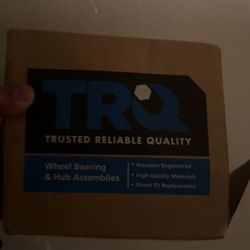 TRQ
TRUSTED RELIABLE QUALITY
Wheel Bearing
& Hub Assemblies
• Precision Engineered
• High Quality Materials
• Direct Fit Replacement